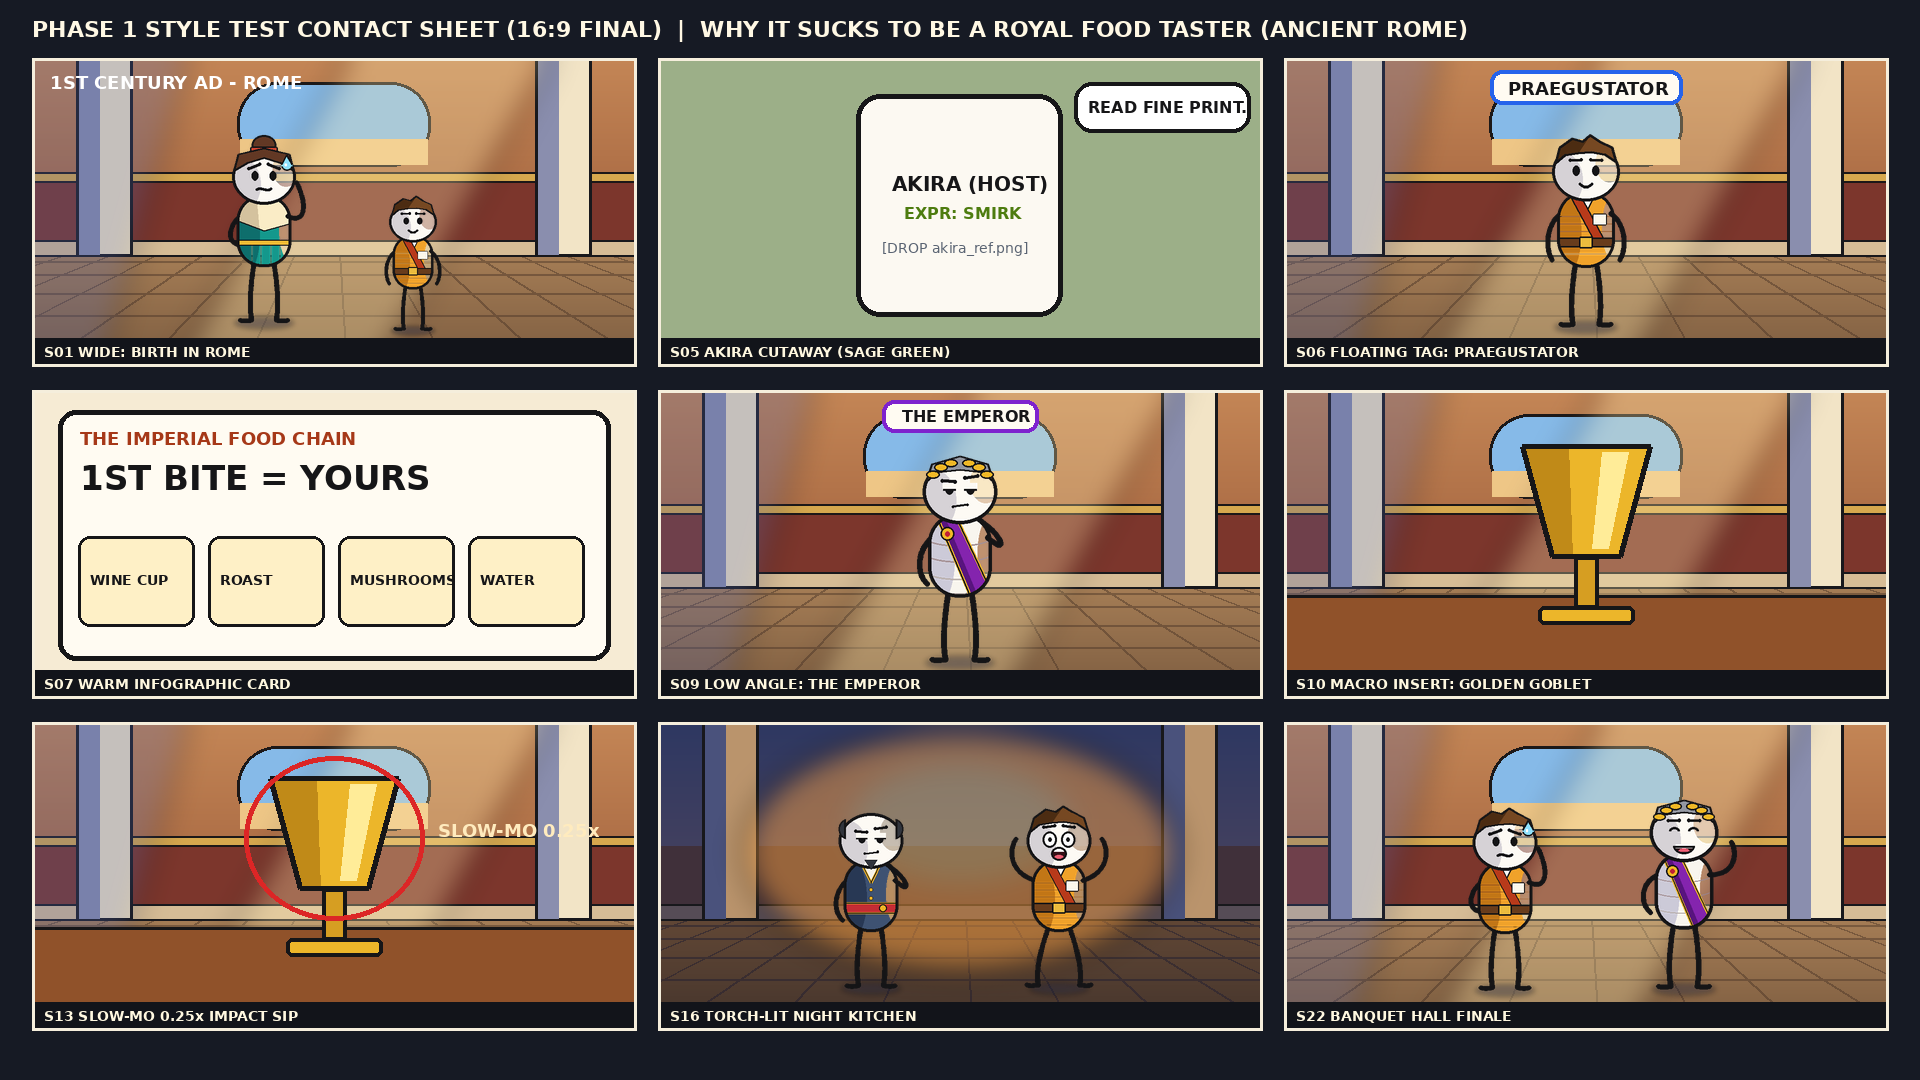 PHASE 1 STYLE TEST CONTACT SHEET (16:9 FINAL) | WHY IT SUCKS TO BE A ROYAL FOOD TASTER (ANCIENT ROME)
1ST CENTURY AD - ROME
S01 WIDE: BIRTH IN ROME
READ FINE PRINT.
AKIRA (HOST)
EXPR: SMIRK
[DROP akira_ref.png]
S05 AKIRA CUTAWAY (SAGE GREEN)
PRAEGUSTATOR
S06 FLOATING TAG: PRAEGUSTATOR
THE IMPERIAL FOOD CHAIN
1ST BITE = YOURS
WINE CUP
ROAST
MUSHROOMS
WATER
S07 WARM INFOGRAPHIC CARD
THE EMPEROR
S09 LOW ANGLE: THE EMPEROR
S10 MACRO INSERT: GOLDEN GOBLET
SLOW-MO 0.25x
S13 SLOW-MO 0.25x IMPACT SIP
S16 TORCH-LIT NIGHT KITCHEN
S22 BANQUET HALL FINALE